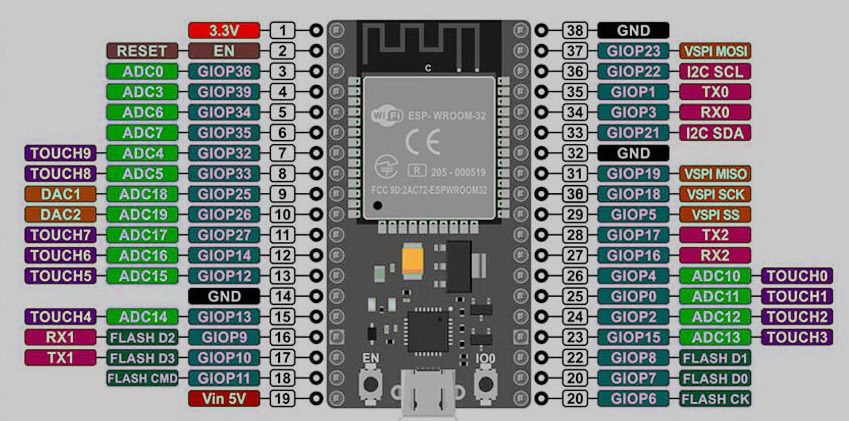 3.3V 1 38 GND
RESET EN 2 37 GIOP23 VSPI MOSI
ADC0 GIOP36 3 36 GIOP22 I2C SCL
ADC3 GIOP39 4 35 GIOP1 TX0
ADC6 GIOP34 5 34 GIOP3 RX0
ADC7 GIOP35 6 33 GIOP21 I2C SDA
TOUCH9 ADC4 GIOP32 7 32 GND
TOUCH8 ADC5 GIOP33 8 31 GIOP19 VSPI MISO
DAC1 ADC18 GIOP25 9 30 GIOP18 VSPI SCK
DAC2 ADC19 GIOP26 10 29 GIOP5 VSPI SS
TOUCH7 ADC17 GIOP27 11 28 GIOP17 TX2
TOUCH6 ADC16 GIOP14 12 27 GIOP16 RX2
TOUCH5 ADC15 GIOP12 13 26 GIOP4 ADC10 TOUCH0
GND 14 25 GIOP0 ADC11 TOUCH1
TOUCH4 ADC14 GIOP13 15 24 GIOP2 ADC12 TOUCH2
RX1 FLASH D2 GIOP9 16 23 GIOP15 ADC13 TOUCH3
TX1 FLASH D3 GIOP10 17 22 GIOP8 FLASH D1
FLASH CMD GIOP11 18 20 GIOP7 FLASH D0
Vin 5V 19 20 GIOP6 FLASH CK
C
WiFi ESP-WROOM-32
CE
R 205-000519
FCC 9D:2AC72-ESPWROOM32
EN IO0